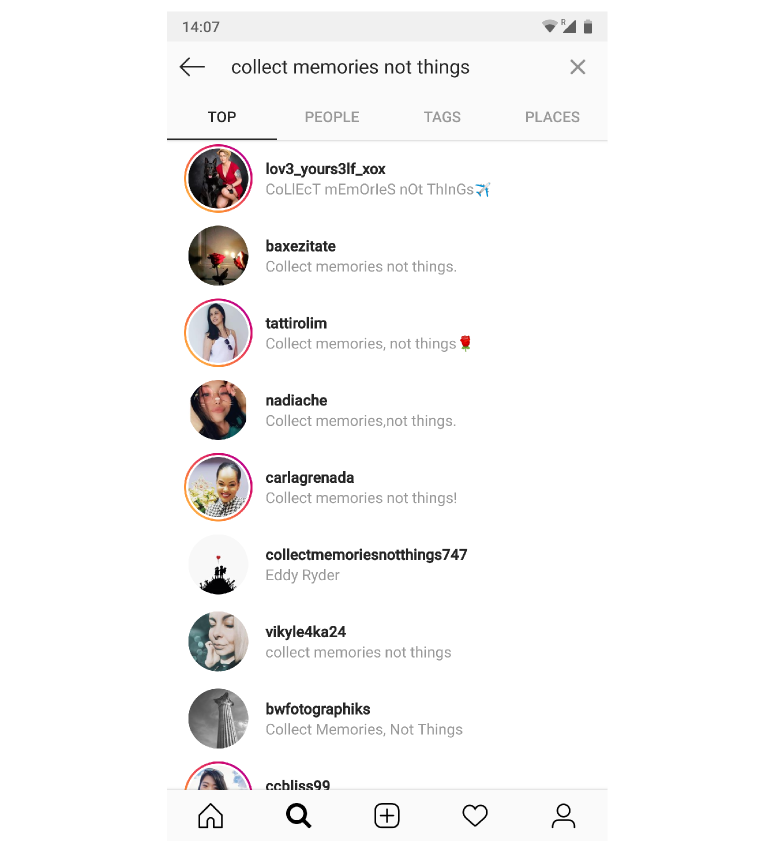 14:07
R
collect memories not things
TOP PEOPLE TAGS PLACES
lov3_yours3lf_xox
CoLlEcT mEmOrIeS nOt ThInGs✈️
baxezitate
Collect memories not things.
tattirolim
Collect memories, not things🌹
nadiache
Collect memories,not things.
carlagrenada
Collect memories not things!
collectmemoriesnotthings747
Eddy Ryder
vikyle4ka24
collect memories not things
bwfotographiks
Collect Memories, Not Things
ccbliss99